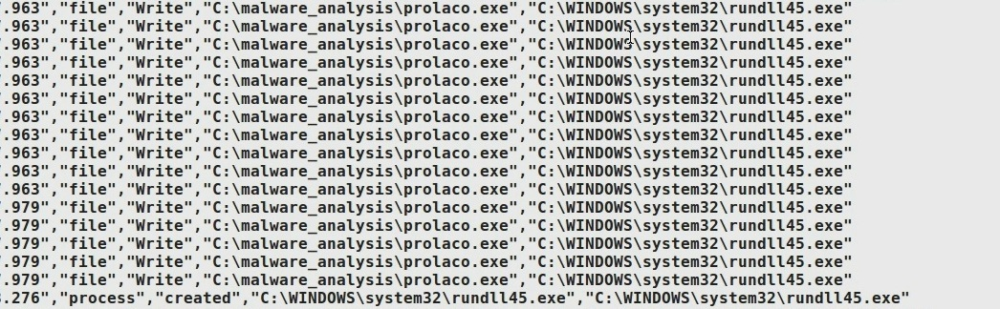 .963","file","Write","C:\malware_analysis\prolaco.exe","C:\WINDOWS\system32\rundll45.exe"
.963","file","Write","C:\malware_analysis\prolaco.exe","C:\WINDOWS\system32\rundll45.exe"
.963","file","Write","C:\malware_analysis\prolaco.exe","C:\WINDOWS\system32\rundll45.exe"
.963","file","Write","C:\malware_analysis\prolaco.exe","C:\WINDOWS\system32\rundll45.exe"
.963","file","Write","C:\malware_analysis\prolaco.exe","C:\WINDOWS\system32\rundll45.exe"
.963","file","Write","C:\malware_analysis\prolaco.exe","C:\WINDOWS\system32\rundll45.exe"
.963","file","Write","C:\malware_analysis\prolaco.exe","C:\WINDOWS\system32\rundll45.exe"
.963","file","Write","C:\malware_analysis\prolaco.exe","C:\WINDOWS\system32\rundll45.exe"
.963","file","Write","C:\malware_analysis\prolaco.exe","C:\WINDOWS\system32\rundll45.exe"
.963","file","Write","C:\malware_analysis\prolaco.exe","C:\WINDOWS\system32\rundll45.exe"
.963","file","Write","C:\malware_analysis\prolaco.exe","C:\WINDOWS\system32\rundll45.exe"
.979","file","Write","C:\malware_analysis\prolaco.exe","C:\WINDOWS\system32\rundll45.exe"
.979","file","Write","C:\malware_analysis\prolaco.exe","C:\WINDOWS\system32\rundll45.exe"
.979","file","Write","C:\malware_analysis\prolaco.exe","C:\WINDOWS\system32\rundll45.exe"
.979","file","Write","C:\malware_analysis\prolaco.exe","C:\WINDOWS\system32\rundll45.exe"
.979","file","Write","C:\malware_analysis\prolaco.exe","C:\WINDOWS\system32\rundll45.exe"
.276","process","created","C:\WINDOWS\system32\rundll45.exe","C:\WINDOWS\system32\rundll45.exe"